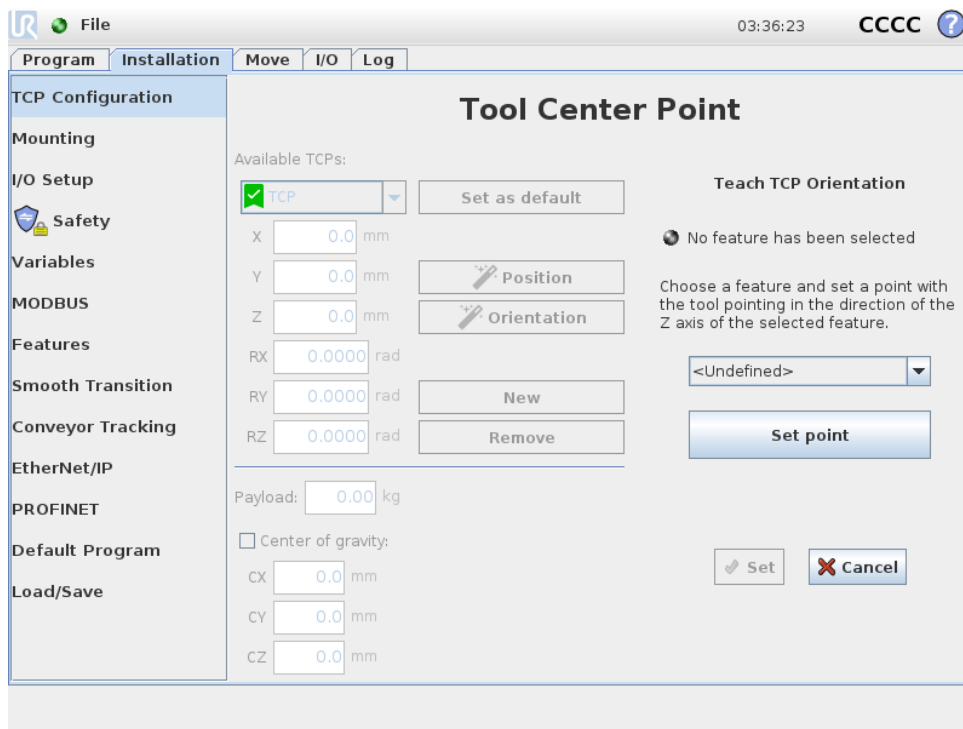 UR File 03:36:23 CCCC ?
Program Installation Move I/O Log
TCP Configuration
Mounting
I/O Setup
Safety
Variables
MODBUS
Features
Smooth Transition
Conveyor Tracking
EtherNet/IP
PROFINET
Default Program
Load/Save
Tool Center Point
Available TCPs:
TCP Set as default
X 0.0 mm
Y 0.0 mm Position
Z 0.0 mm Orientation
RX 0.0000 rad
RY 0.0000 rad New
RZ 0.0000 rad Remove
Payload: 0.00 kg
Center of gravity:
CX 0.0 mm
CY 0.0 mm
CZ 0.0 mm
Teach TCP Orientation
No feature has been selected
Choose a feature and set a point with
the tool pointing in the direction of the
Z axis of the selected feature.
<Undefined>
Set point
Set Cancel